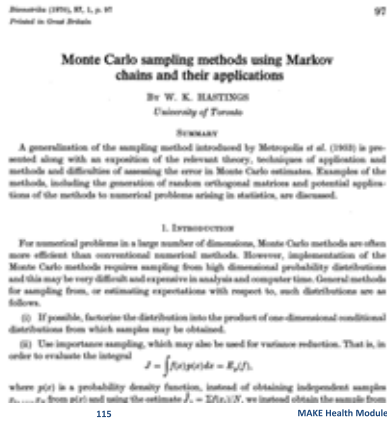 Biometrika (1970), 57, 1, p. 97
97
Printed in Great Britain
Monte Carlo sampling methods using Markov
chains and their applications
BY W. K. HASTINGS
University of Toronto
SUMMARY
A generalization of the sampling method introduced by Metropolis et al. (1953) is pre-
sented along with an exposition of the relevant theory, techniques of application and
methods and difficulties of assessing the error in Monte Carlo estimates. Examples of the
methods, including the generation of random orthogonal matrices and potential applica-
tions of the methods to numerical problems arising in statistics, are discussed.
1. INTRODUCTION
For numerical problems in a large number of dimensions, Monte Carlo methods are often
more efficient than conventional numerical methods. However, implementation of the
Monte Carlo methods requires sampling from high dimensional probability distributions
and this may be very difficult and expensive in analysis and computer time. General methods
for sampling from, or estimating expectations with respect to, such distributions are as
follows.
(i) If possible, factorize the distribution into the product of one-dimensional conditional
distributions from which samples may be obtained.
(ii) Use importance sampling, which may also be used for variance reduction. That is, in
order to evaluate the integral
J = ∫f(x)p(x)dx = E_p(f),
where p(x) is a probability density function, instead of obtaining independent samples
x_1, ..., x_N from p(x) and using the estimate Ĵ_1 = Σf(x_i)/N, we instead obtain the sample from
115
MAKE Health Module